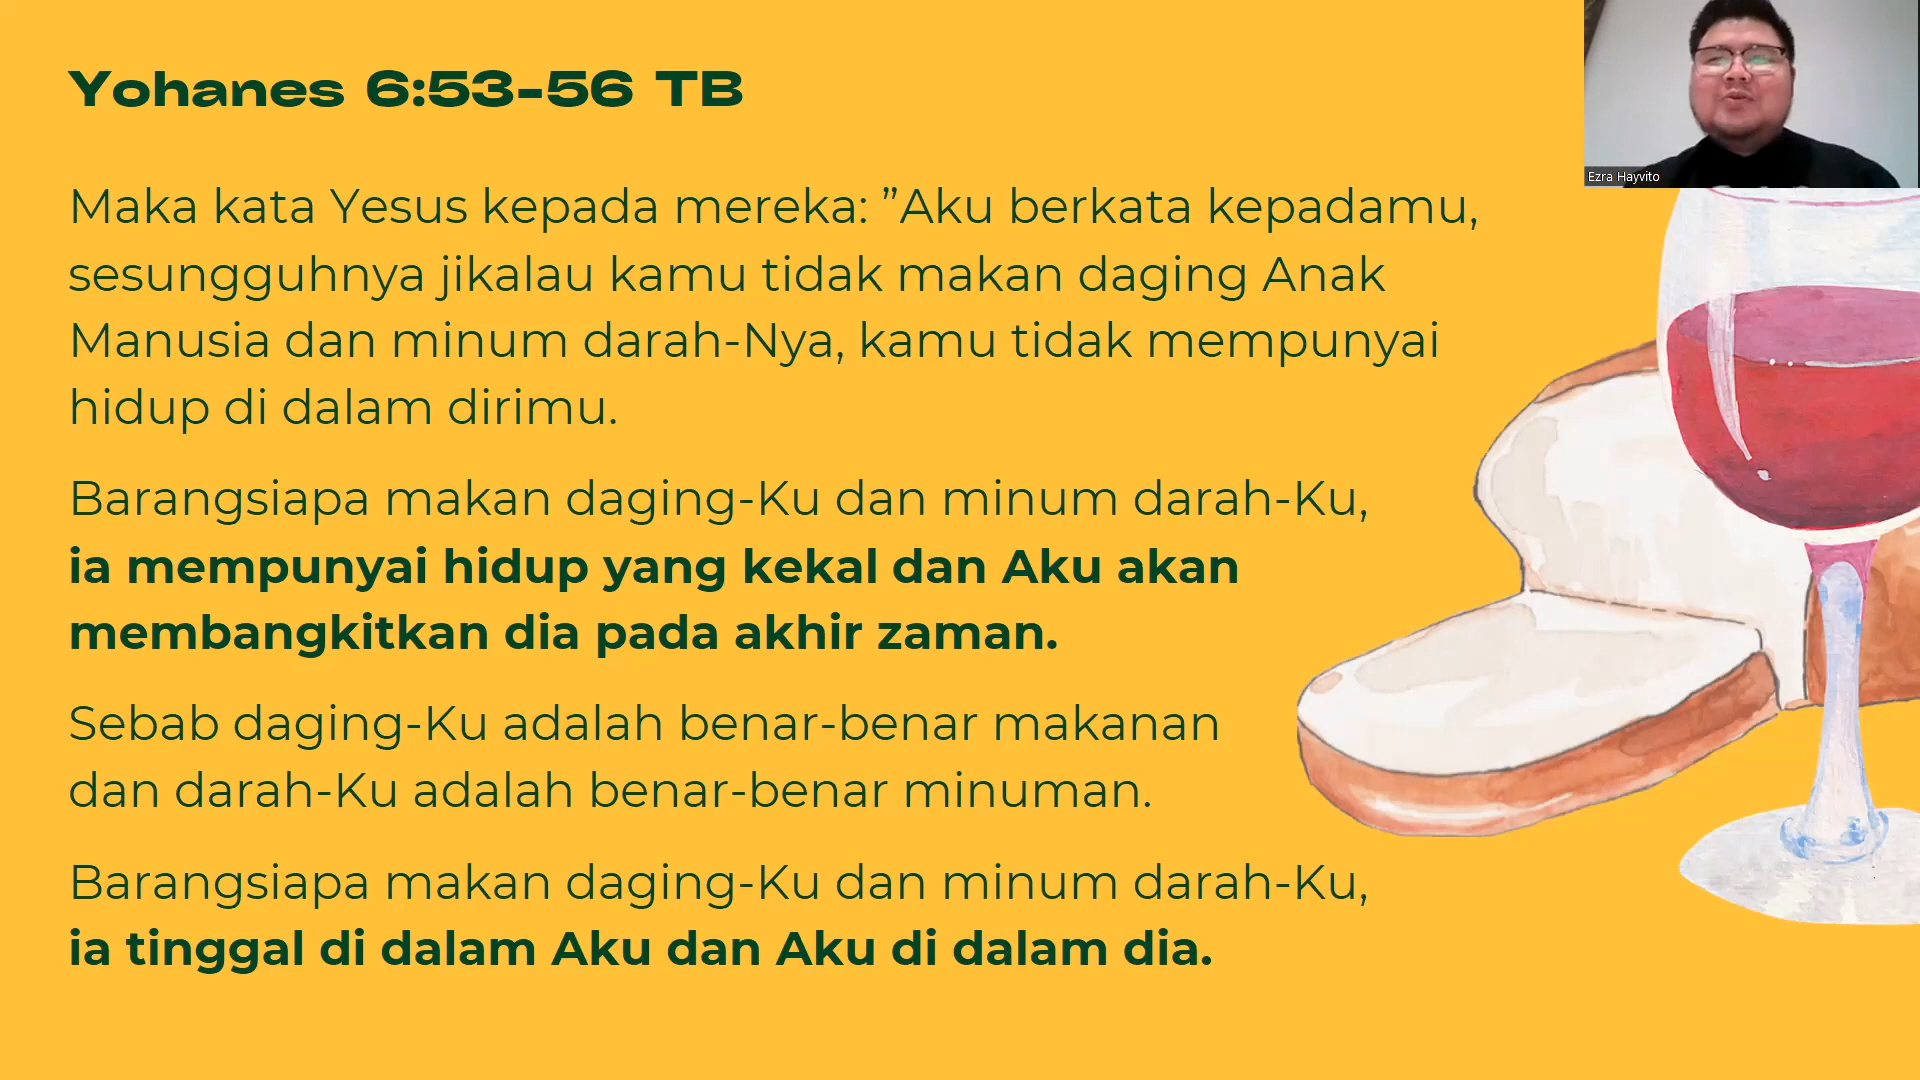 Yohanes 6:53-56 TB
Ezra Hayvito
Maka kata Yesus kepada mereka: ”Aku berkata kepadamu,
sesungguhnya jikalau kamu tidak makan daging Anak
Manusia dan minum darah-Nya, kamu tidak mempunyai
hidup di dalam dirimu.
Barangsiapa makan daging-Ku dan minum darah-Ku,
ia mempunyai hidup yang kekal dan Aku akan
membangkitkan dia pada akhir zaman.
Sebab daging-Ku adalah benar-benar makanan
dan darah-Ku adalah benar-benar minuman.
Barangsiapa makan daging-Ku dan minum darah-Ku,
ia tinggal di dalam Aku dan Aku di dalam dia.